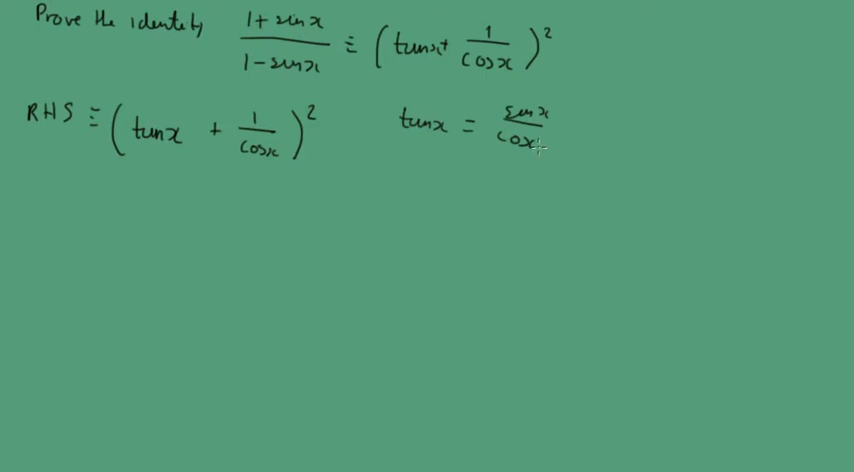 Prove the identity (1 + sin x)/(1 - sin x) ≡ (tan x + 1/cos x)²
RHS ≡ (tan x + 1/cos x)² tan x = sin x/cos x